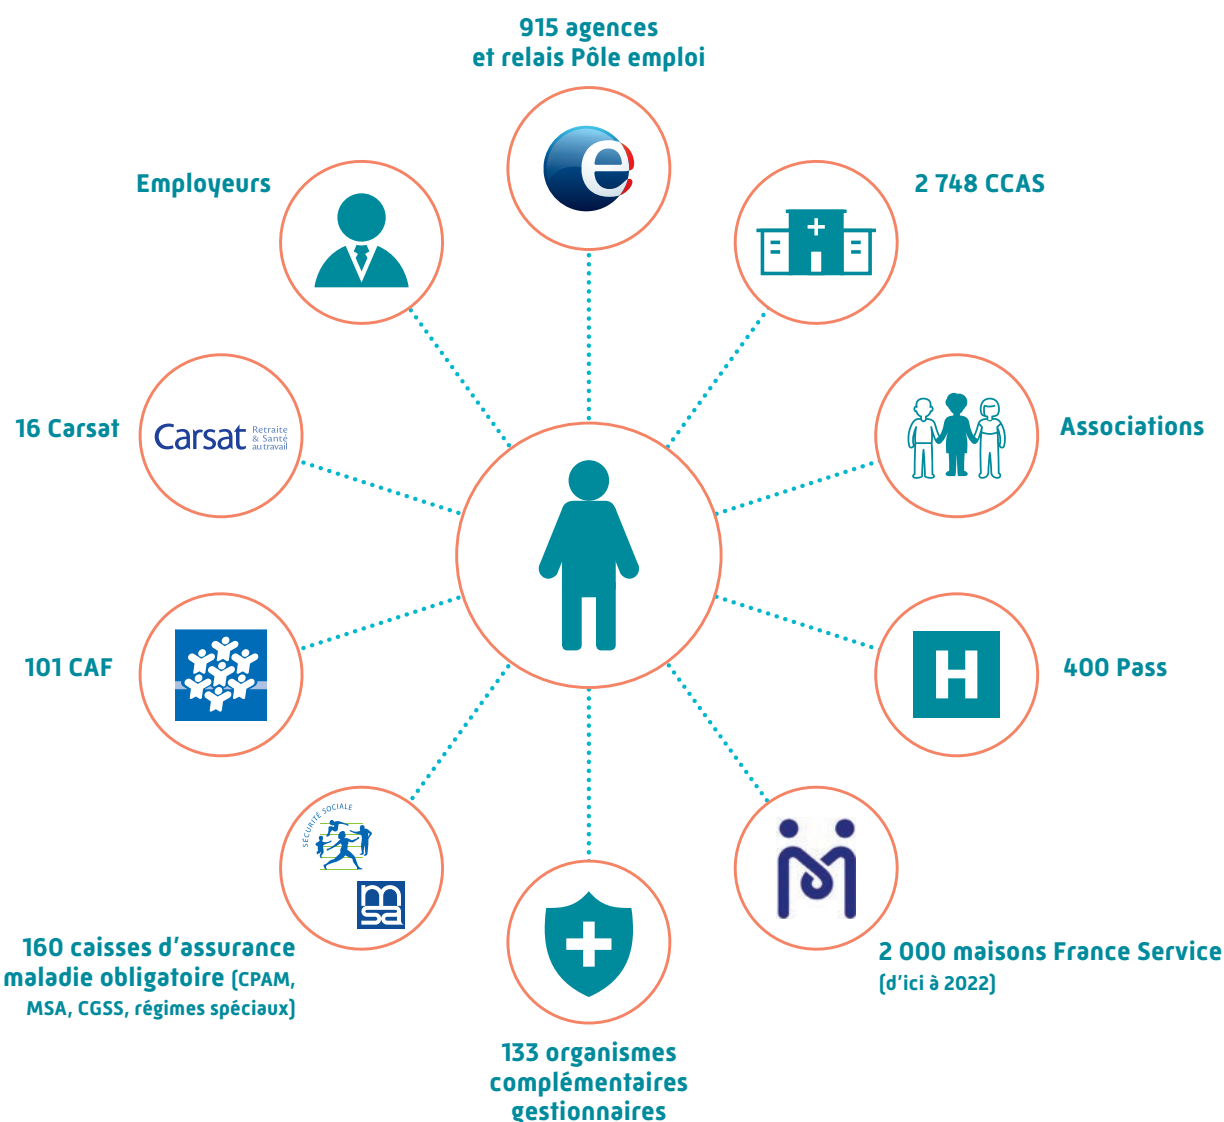 915 agences
et relais Pôle emploi
e
Employeurs
2 748 CCAS
16 Carsat
Carsat Retraite
& Santé
au travail
Associations
101 CAF
H
400 Pass
SÉCURITÉ SOCIALE
msa
160 caisses d'assurance
maladie obligatoire (CPAM,
MSA, CGSS, régimes spéciaux)
2 000 maisons France Service
(d'ici à 2022)
133 organismes
complémentaires
gestionnaires